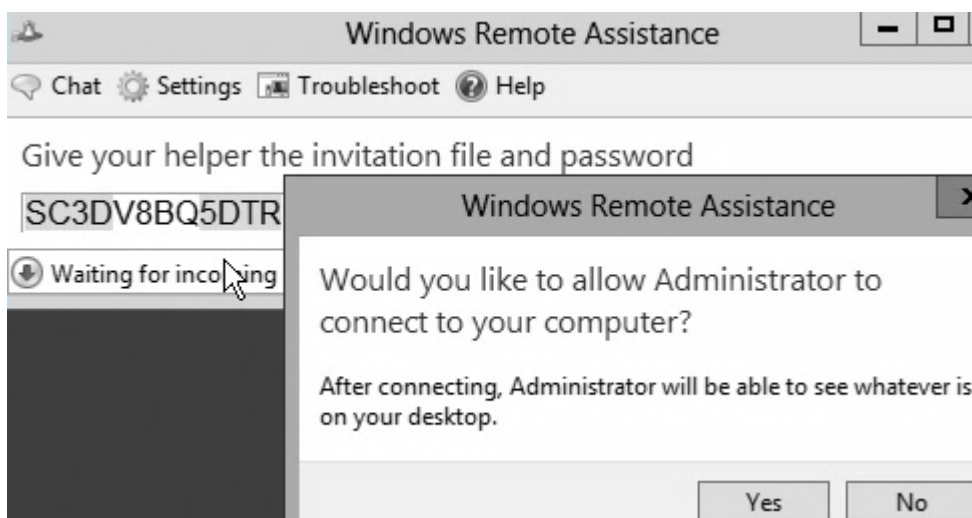 Windows Remote Assistance
Chat Settings Troubleshoot Help
Give your helper the invitation file and password
SC3DV8BQ5DTR
Waiting for incoming
Windows Remote Assistance
Would you like to allow Administrator to
connect to your computer?
After connecting, Administrator will be able to see whatever is
on your desktop.
Yes No